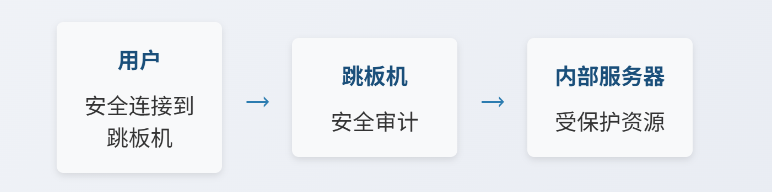 用户
安全连接到
跳板机
→
跳板机
安全审计
→
内部服务器
受保护资源